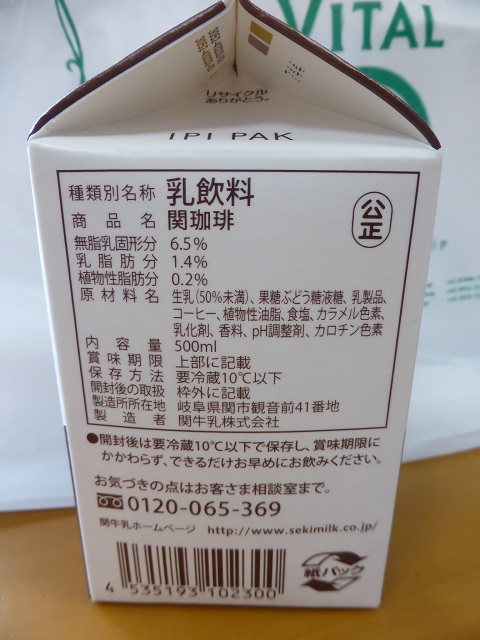 VITAL
リサイクル
ありがとう。
IPI PAK
種類別名称 乳飲料
商品名 関珈琲
公正
無脂乳固形分 6.5%
乳脂肪分 1.4%
植物性脂肪分 0.2%
原材料名 生乳(50%未満)、果糖ぶどう糖液糖、乳製品、
コーヒー、植物性油脂、食塩、カラメル色素、
乳化剤、香料、pH調整剤、カロチン色素
内容量 500ml
賞味期限 上部に記載
保存方法 要冷蔵10℃以下
開封後の取扱 枠外に記載
製造所所在地 岐阜県関市観音前41番地
製造者 関牛乳株式会社
●開封後は要冷蔵10℃以下で保存し、賞味期限に
かかわらず、できるだけお早めにお飲みください。
お気づきの点はお客さま相談室まで。
0120-065-369
関牛乳ホームページ http://www.sekimilk.co.jp/
紙パック
4 535193 102300